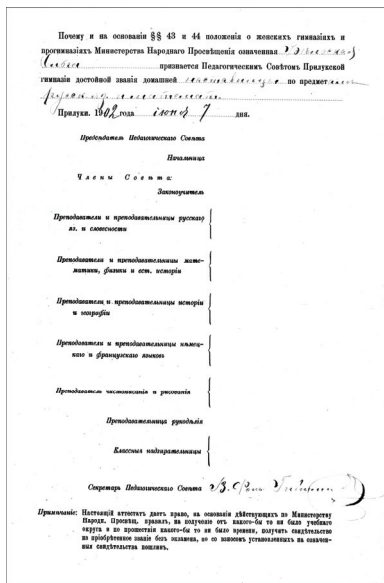 Почему и на основаніи §§ 43 и 44 положенія о женскихъ гимназіяхъ и
прогимназіяхъ Министерства Народнаго Просвѣщенія означенная
признается Педагогическимъ Совѣтомъ Прилукской
гимназіи достойной званія домашней наставницы по предметамъ
Прилуки. 1902 года іюня 7 дня.
Предсѣдатель Педагогическаго Совѣта
Начальница
Члены Совѣта:
Законоучитель
Преподаватели и преподавательницы русскаго
яз. и словесности
Преподаватели и преподавательницы мате-
матики, физики и ест. исторіи
Преподаватели и преподавательницы исторіи
и географіи
Преподаватели и преподавательницы нѣмец-
каго и французскаго языковъ
Преподаватель чистописанія и рисованія
Преподавательница рукодѣлія
Классныя надзирательницы
Секретарь Педагогическаго Совѣта
Примѣчаніе: Настоящій аттестатъ даетъ право, на основаніи дѣйствующихъ по Министерству
Народн. Просвѣщ. правилъ, на полученіе отъ какого-бы то ни было учебнаго
округа и по прошествіи какого-бы то ни было времени, получить свидѣтельство
на пріобрѣтенное званіе безъ экзамена, но со взносомъ установленныхъ на означен-
ныя свидѣтельства пошлинъ.